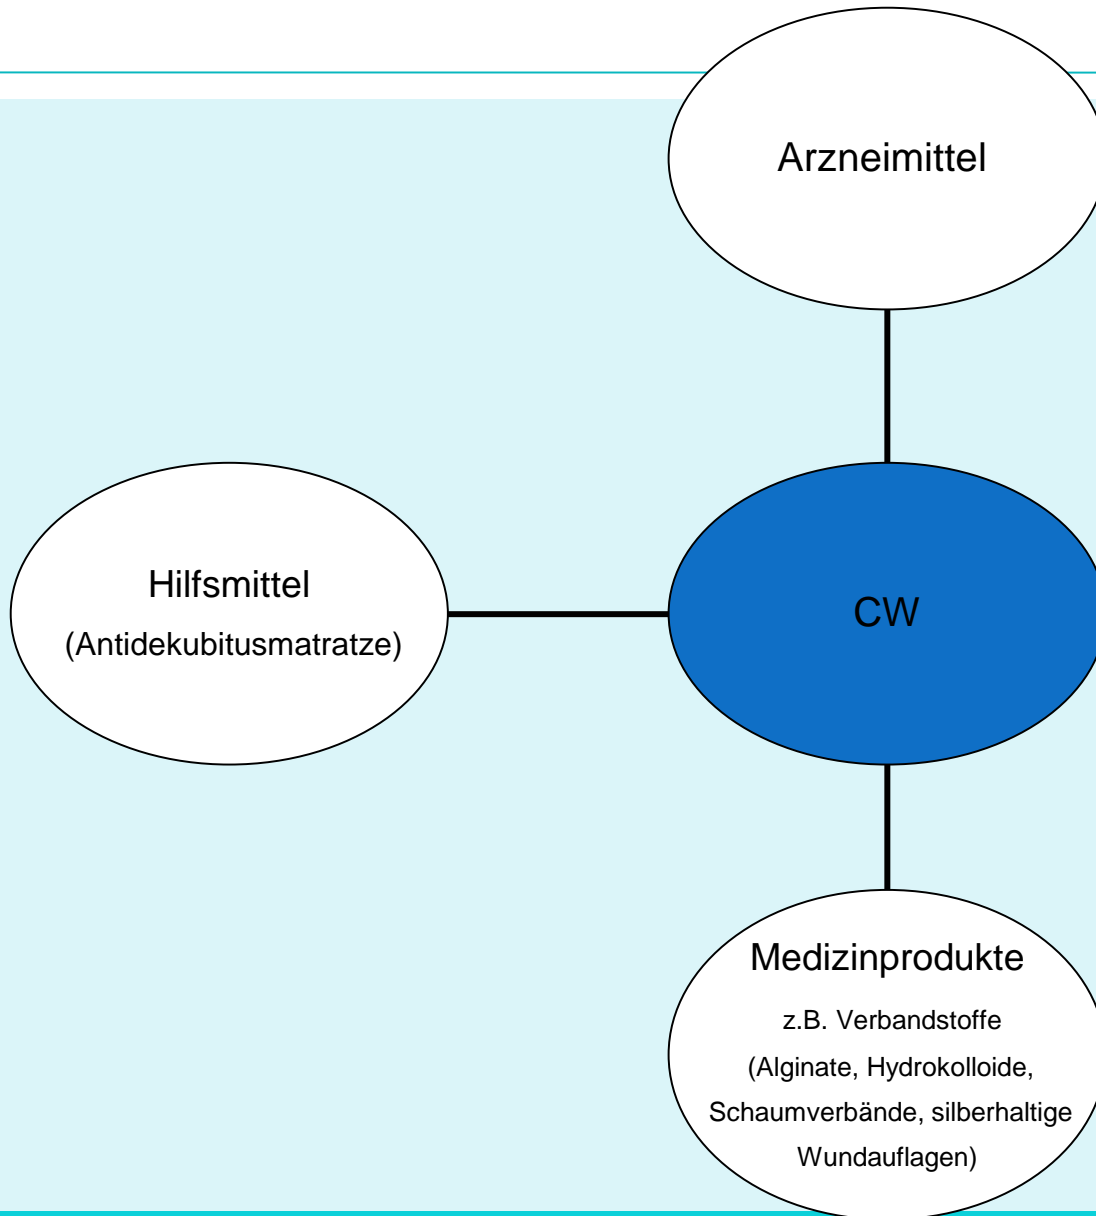 Arzneimittel
Hilfsmittel
(Antidekubitusmatratze)
CW
Medizinprodukte
z.B. Verbandstoffe
(Alginate, Hydrokolloide,
Schaumverbände, silberhaltige
Wundauflagen)